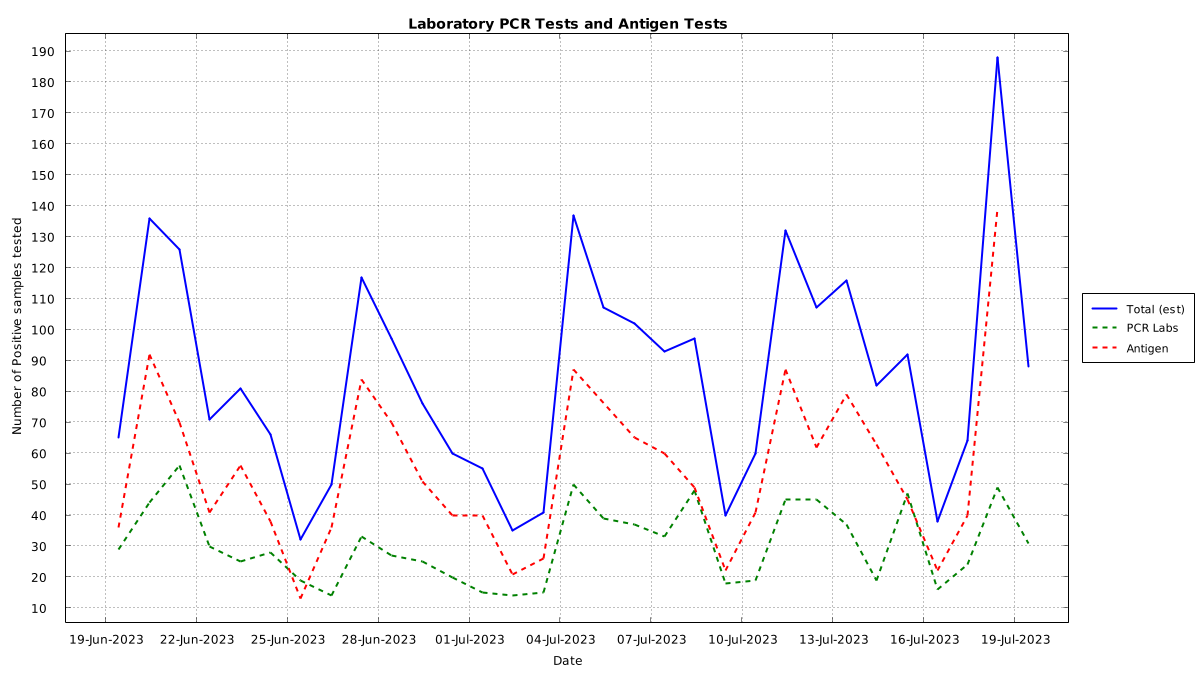 Laboratory PCR Tests and Antigen Tests
Number of Positive samples tested
190
180
170
160
150
140
130
120
110
100
90
80
70
60
50
40
30
20
10
19-Jun-2023 22-Jun-2023 25-Jun-2023 28-Jun-2023 01-Jul-2023 04-Jul-2023 07-Jul-2023 10-Jul-2023 13-Jul-2023 16-Jul-2023 19-Jul-2023
Date
Total (est)
PCR Labs
Antigen